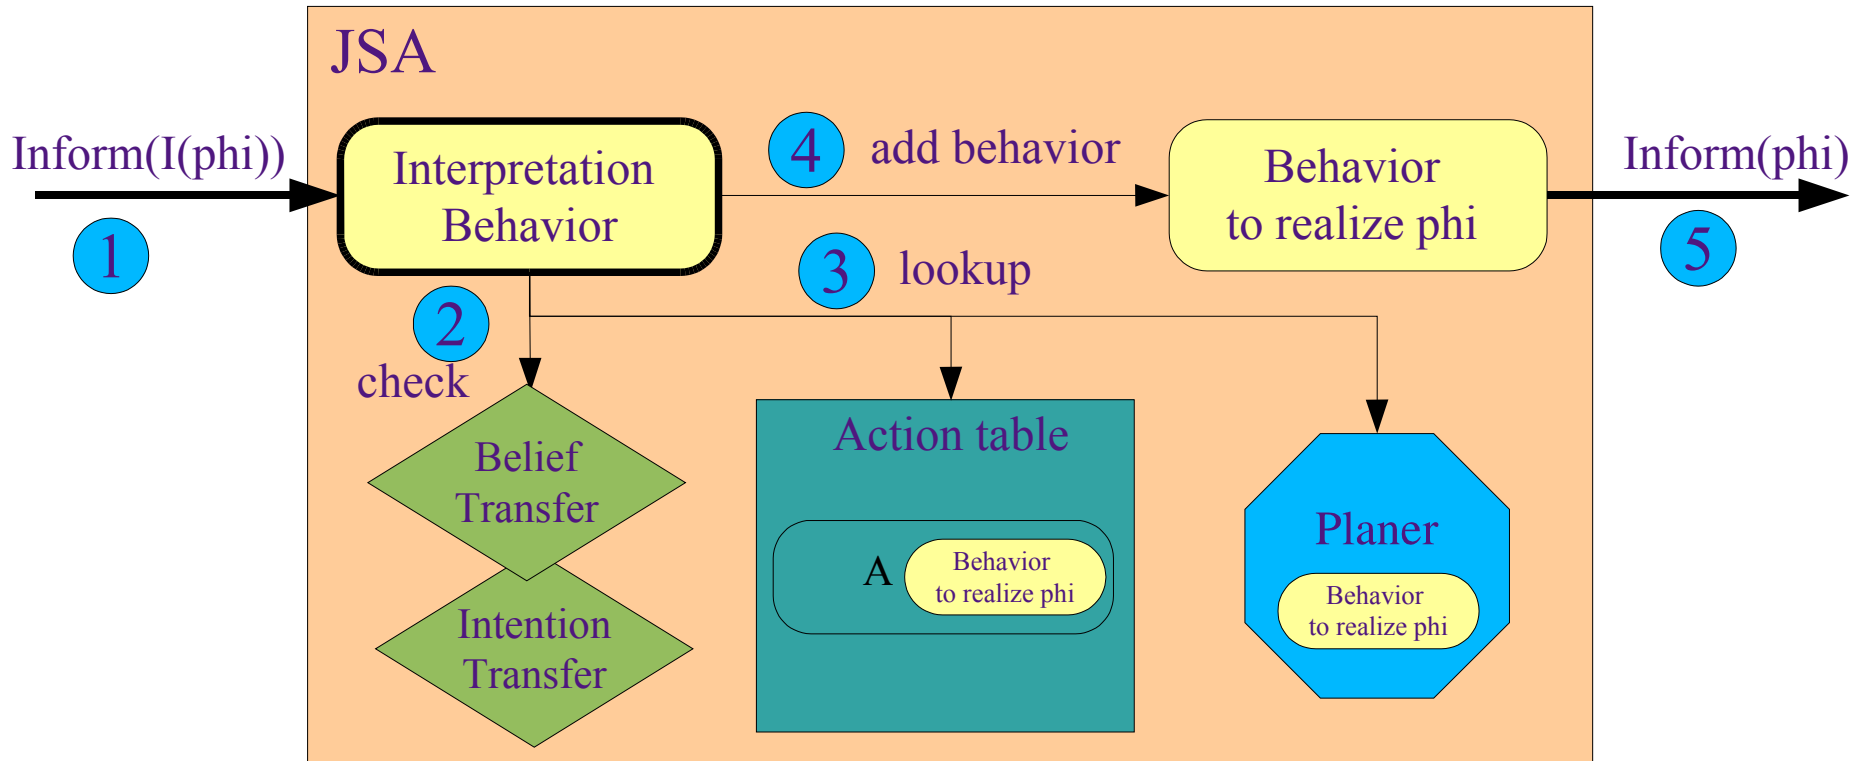 JSA
Inform(I(phi))
1
Interpretation
Behavior
4 add behavior
Behavior
to realize phi
Inform(phi)
5
3 lookup
2
check
Belief
Transfer
Intention
Transfer
Action table
A
Behavior
to realize phi
Planer
Behavior
to realize phi